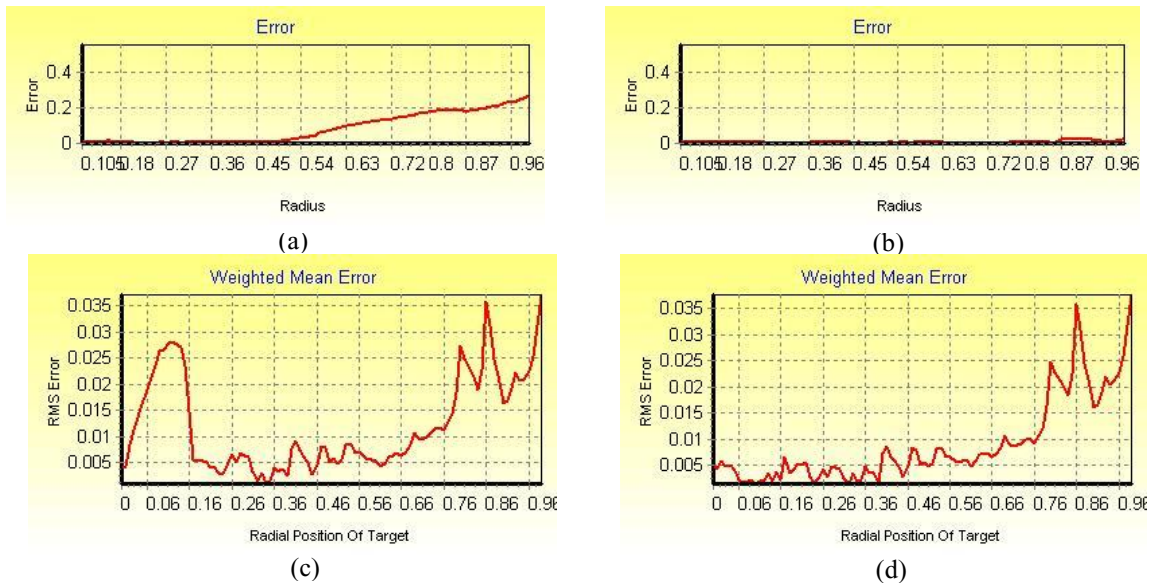 Error
Error
0.4
0.2
0
0.105 0.18 0.27 0.36 0.45 0.54 0.63 0.72 0.8 0.87 0.96
Radius
(a)
Error
Error
0.4
0.2
0
0.105 0.18 0.27 0.36 0.45 0.54 0.63 0.72 0.8 0.87 0.96
Radius
(b)
Weighted Mean Error
RMS Error
0.035
0.03
0.025
0.02
0.015
0.01
0.005
0 0.06 0.16 0.26 0.36 0.46 0.56 0.66 0.76 0.86 0.96
Radial Position Of Target
(c)
Weighted Mean Error
RMS Error
0.035
0.03
0.025
0.02
0.015
0.01
0.005
0 0.06 0.16 0.26 0.36 0.46 0.56 0.66 0.76 0.86 0.96
Radial Position Of Target
(d)